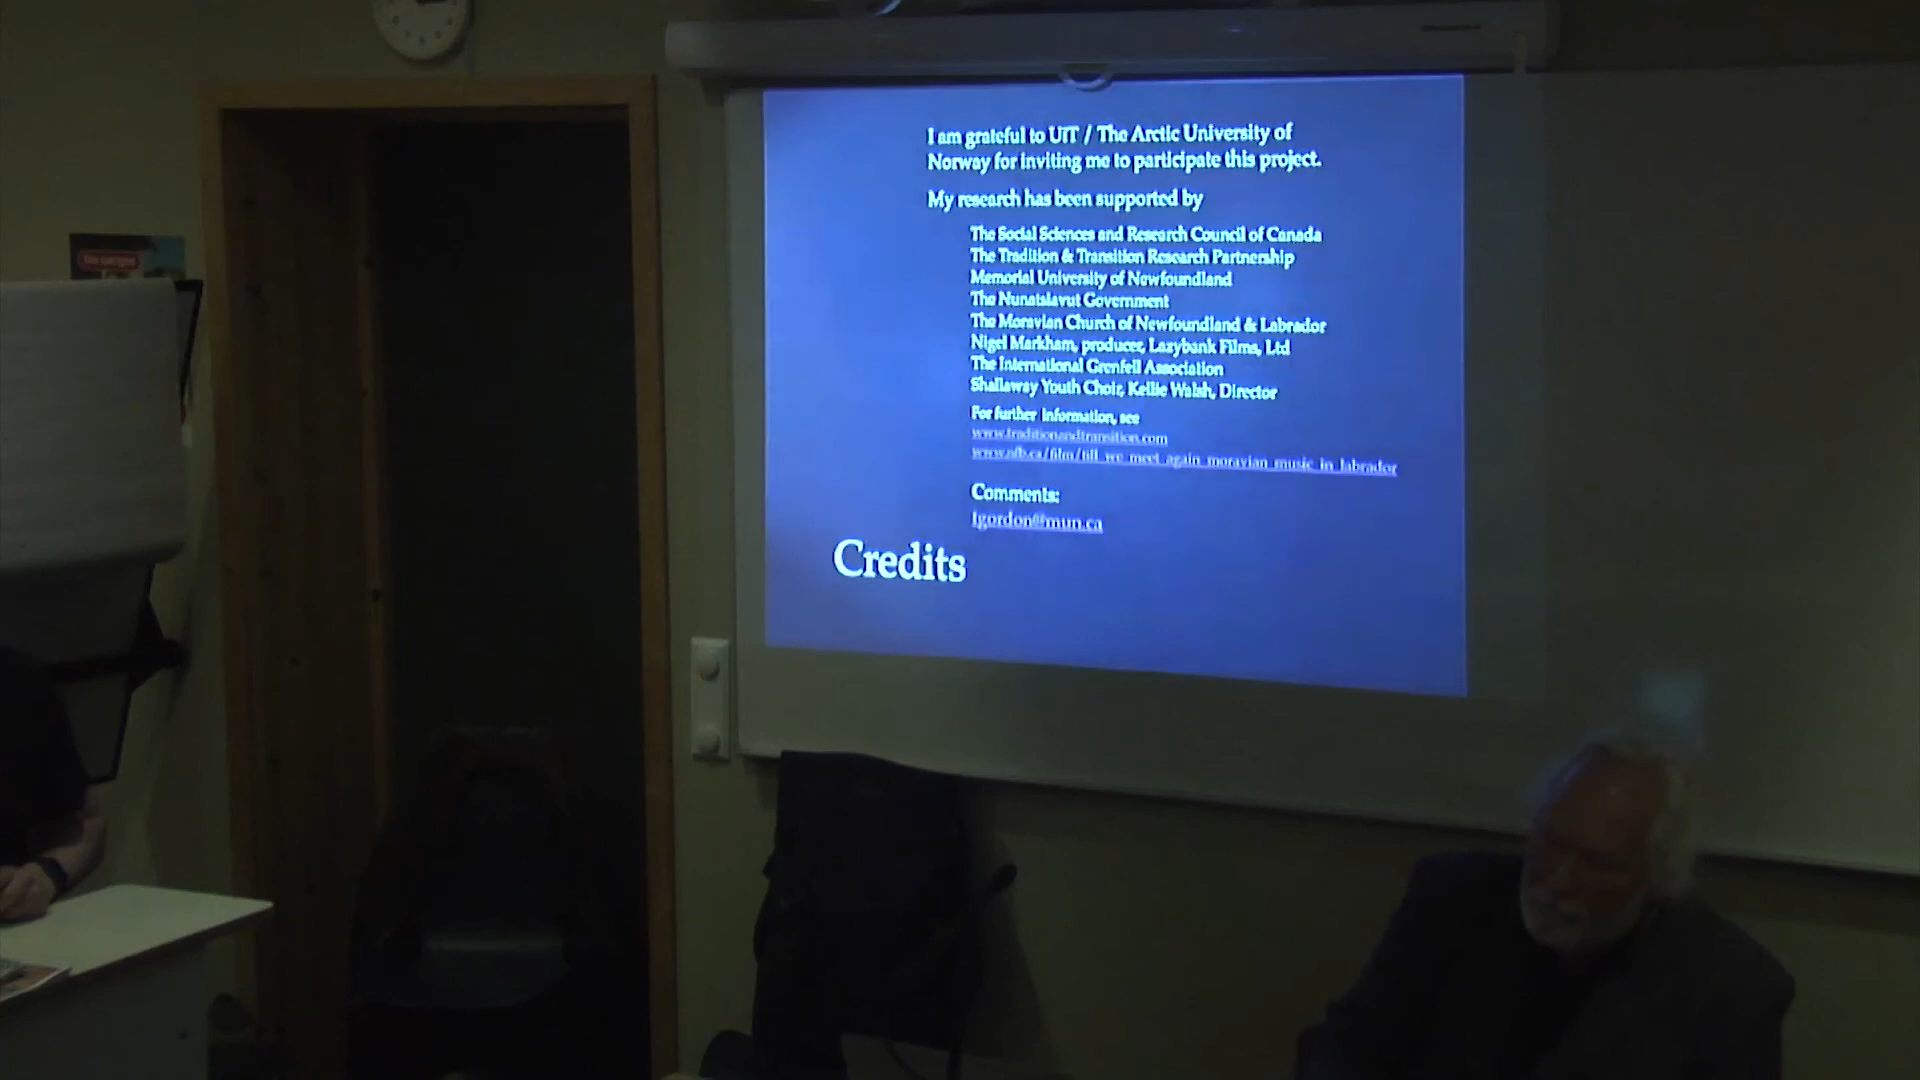 I am grateful to UiT / The Arctic University of
Norway for inviting me to participate this project.
My research has been supported by
The Social Sciences and Research Council of Canada
The Tradition & Transition Research Partnership
Memorial University of Newfoundland
The Nunatsiavut Government
The Moravian Church of Newfoundland & Labrador
Nigel Markham, producer, Lazybank Films, Ltd
The International Grenfell Association
Shallaway Youth Choir, Kellie Walsh, Director
For further information, see
www.traditionandtransition.com
www.nfb.ca/film/till_we_meet_again_moravian_music_in_labrador
Comments:
tgordon@mun.ca
Credits